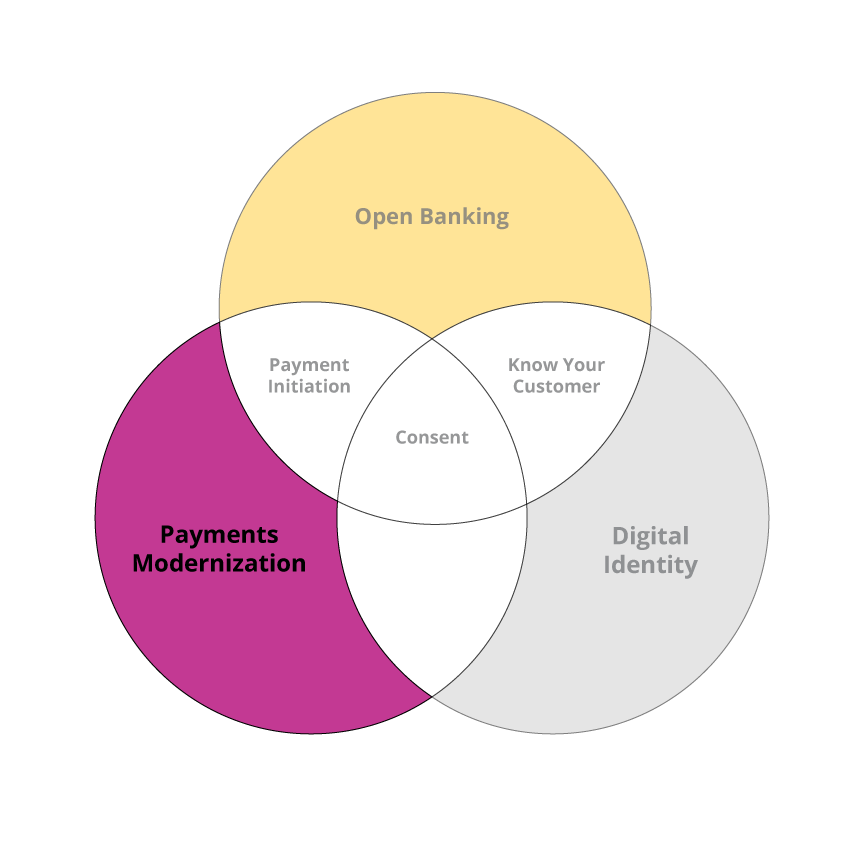 Open Banking
Payment
Initiation
Know Your
Customer
Consent
Payments
Modernization
Digital
Identity